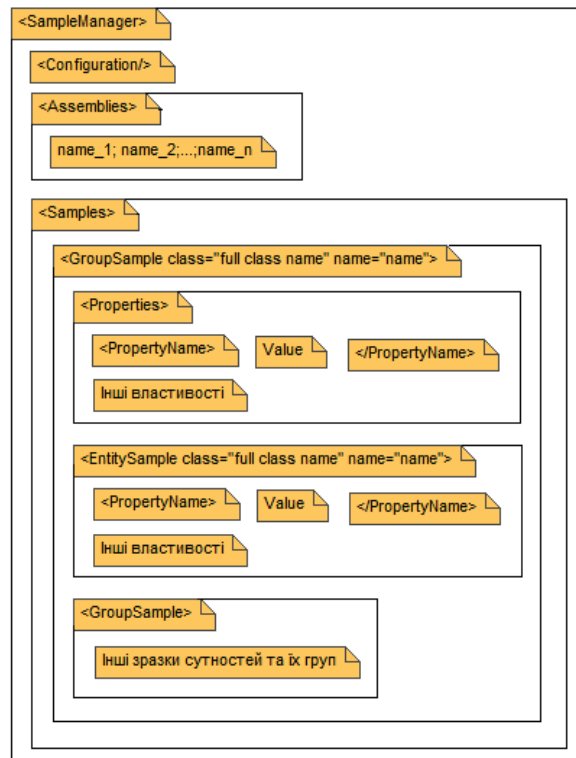 <SampleManager>
<Configuration/>
<Assemblies>
name_1; name_2;...;name_n
<Samples>
<GroupSample class="full class name" name="name">
<Properties>
<PropertyName> Value </PropertyName>
Інші властивості
<EntitySample class="full class name" name="name">
<PropertyName> Value </PropertyName>
Інші властивості
<GroupSample>
Інші зразки сутностей та їх груп